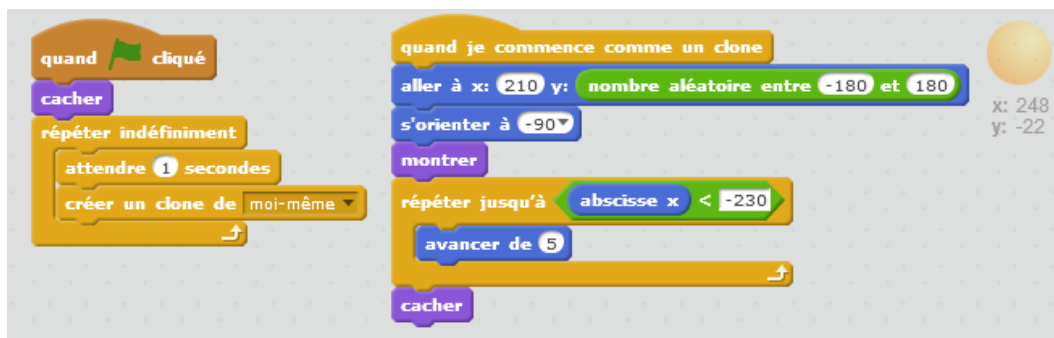 quand cliqué
cacher
répéter indéfiniment
attendre 1 secondes
créer un clone de moi-même
quand je commence comme un clone
aller à x: 210 y: nombre aléatoire entre -180 et 180
s'orienter à -90
montrer
répéter jusqu'à abscisse x < -230
avancer de 5
cacher
x: 248
y: -22